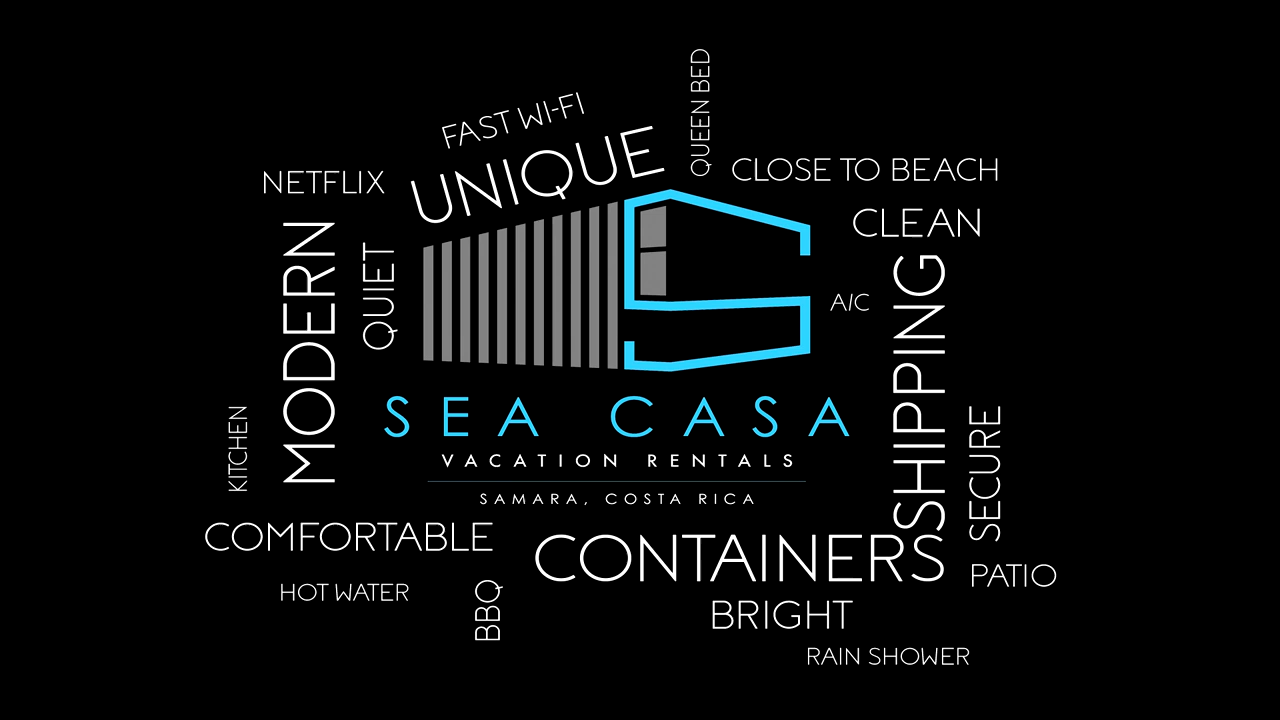 QUEEN BED
FAST WI-FI
UNIQUE
NETFLIX
CLOSE TO BEACH
CLEAN
MODERN
QUIET
A/C
SHIPPING
SEA CASA
VACATION RENTALS
SAMARA, COSTA RICA
KITCHEN
SECURE
COMFORTABLE
CONTAINERS
PATIO
HOT WATER
BBQ
BRIGHT
RAIN SHOWER